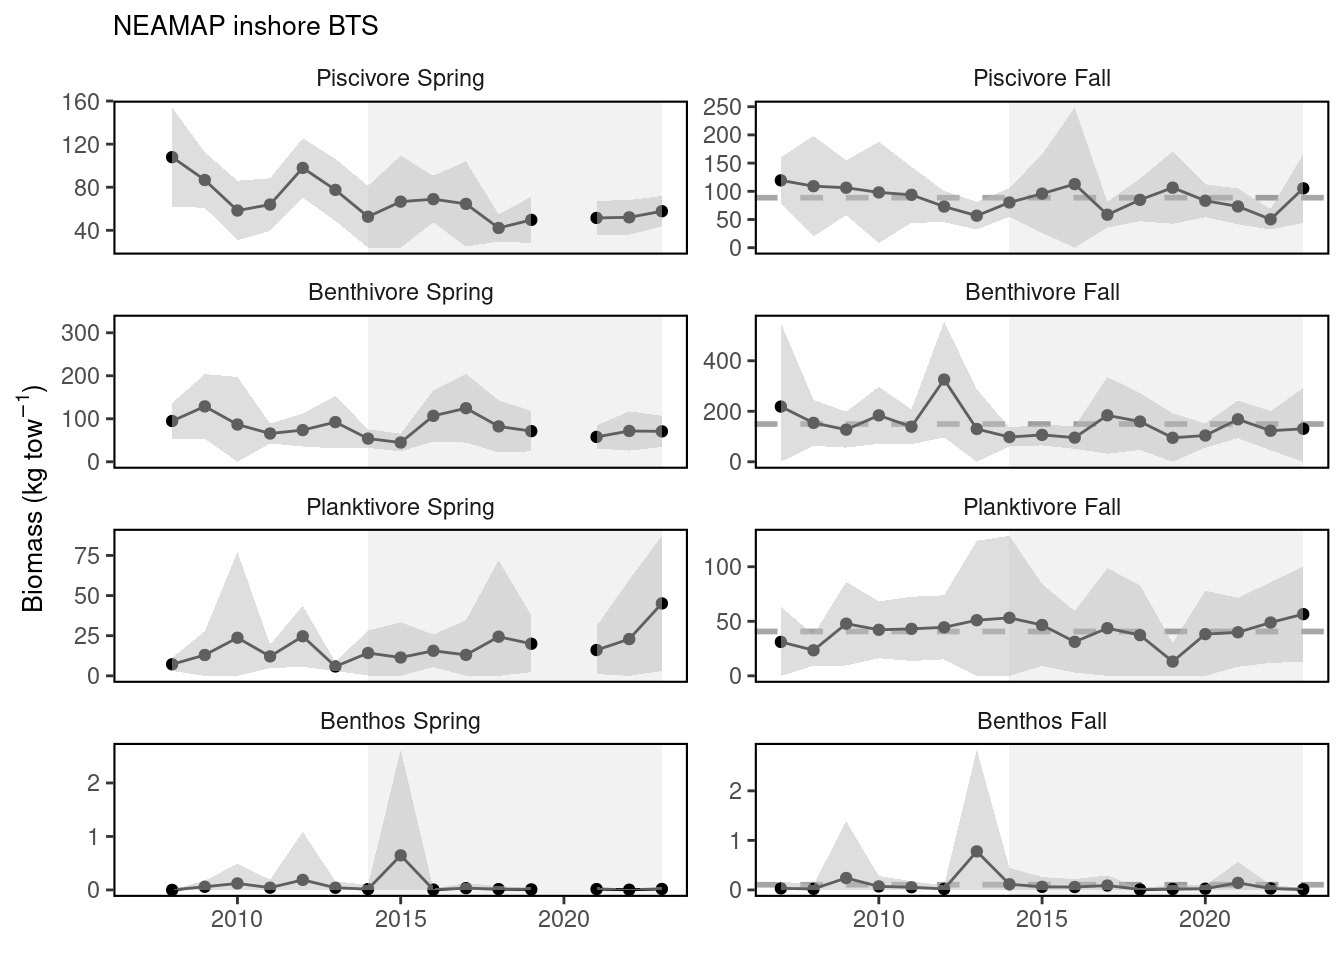 NEAMAP inshore BTS
Piscivore Spring
Piscivore Fall
160
120
80
40
250
200
150
100
50
0
Benthivore Spring
Benthivore Fall
300
200
100
0
400
200
0
Planktivore Spring
Planktivore Fall
75
50
25
0
100
50
0
Benthos Spring
Benthos Fall
2
1
0
2
1
0
2010 2015 2020
2010 2015 2020
Biomass (kg tow⁻¹)